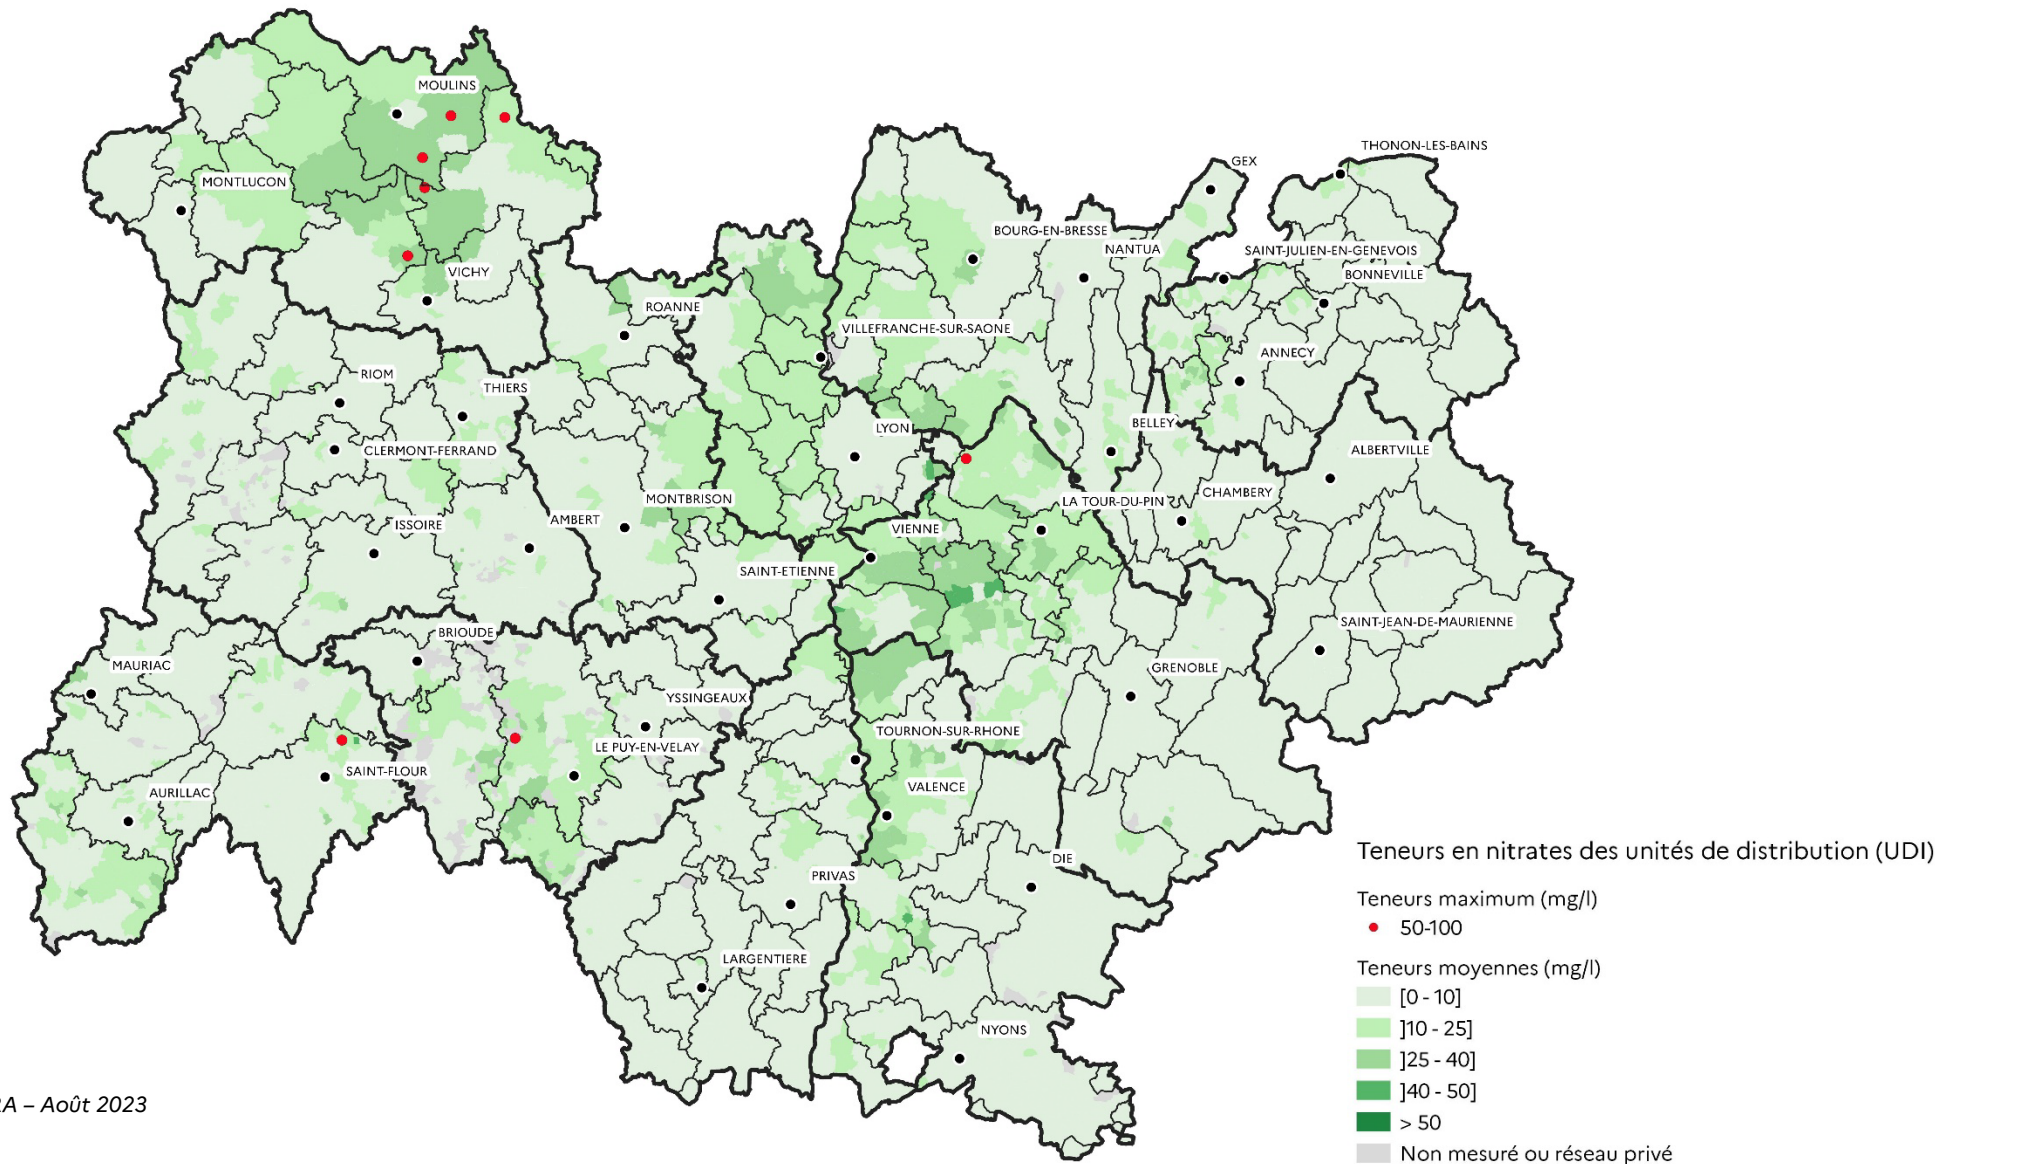 MOULINS
THONON-LES-BAINS
GEX
MONTLUCON
BOURG-EN-BRESSE
NANTUA
SAINT-JULIEN-EN-GENEVOIS
VICHY
BONNEVILLE
ROANNE
VILLEFRANCHE-SUR-SAONE
ANNECY
RIOM
THIERS
BELLEY
LYON
CLERMONT-FERRAND
ALBERTVILLE
MONTBRISON
CHAMBERY
LA TOUR-DU-PIN
ISSOIRE
AMBERT
VIENNE
SAINT-ETIENNE
SAINT-JEAN-DE-MAURIENNE
BRIOUDE
MAURIAC
GRENOBLE
YSSINGEAUX
TOURNON-SUR-RHONE
LE PUY-EN-VELAY
SAINT-FLOUR
VALENCE
AURILLAC
DIE
PRIVAS
LARGENTIERE
NYONS
Teneurs en nitrates des unités de distribution (UDI)
Teneurs maximum (mg/l)
50-100
Teneurs moyennes (mg/l)
[0 - 10]
]10 - 25]
]25 - 40]
]40 - 50]
> 50
Non mesuré ou réseau privé
A – Août 2023